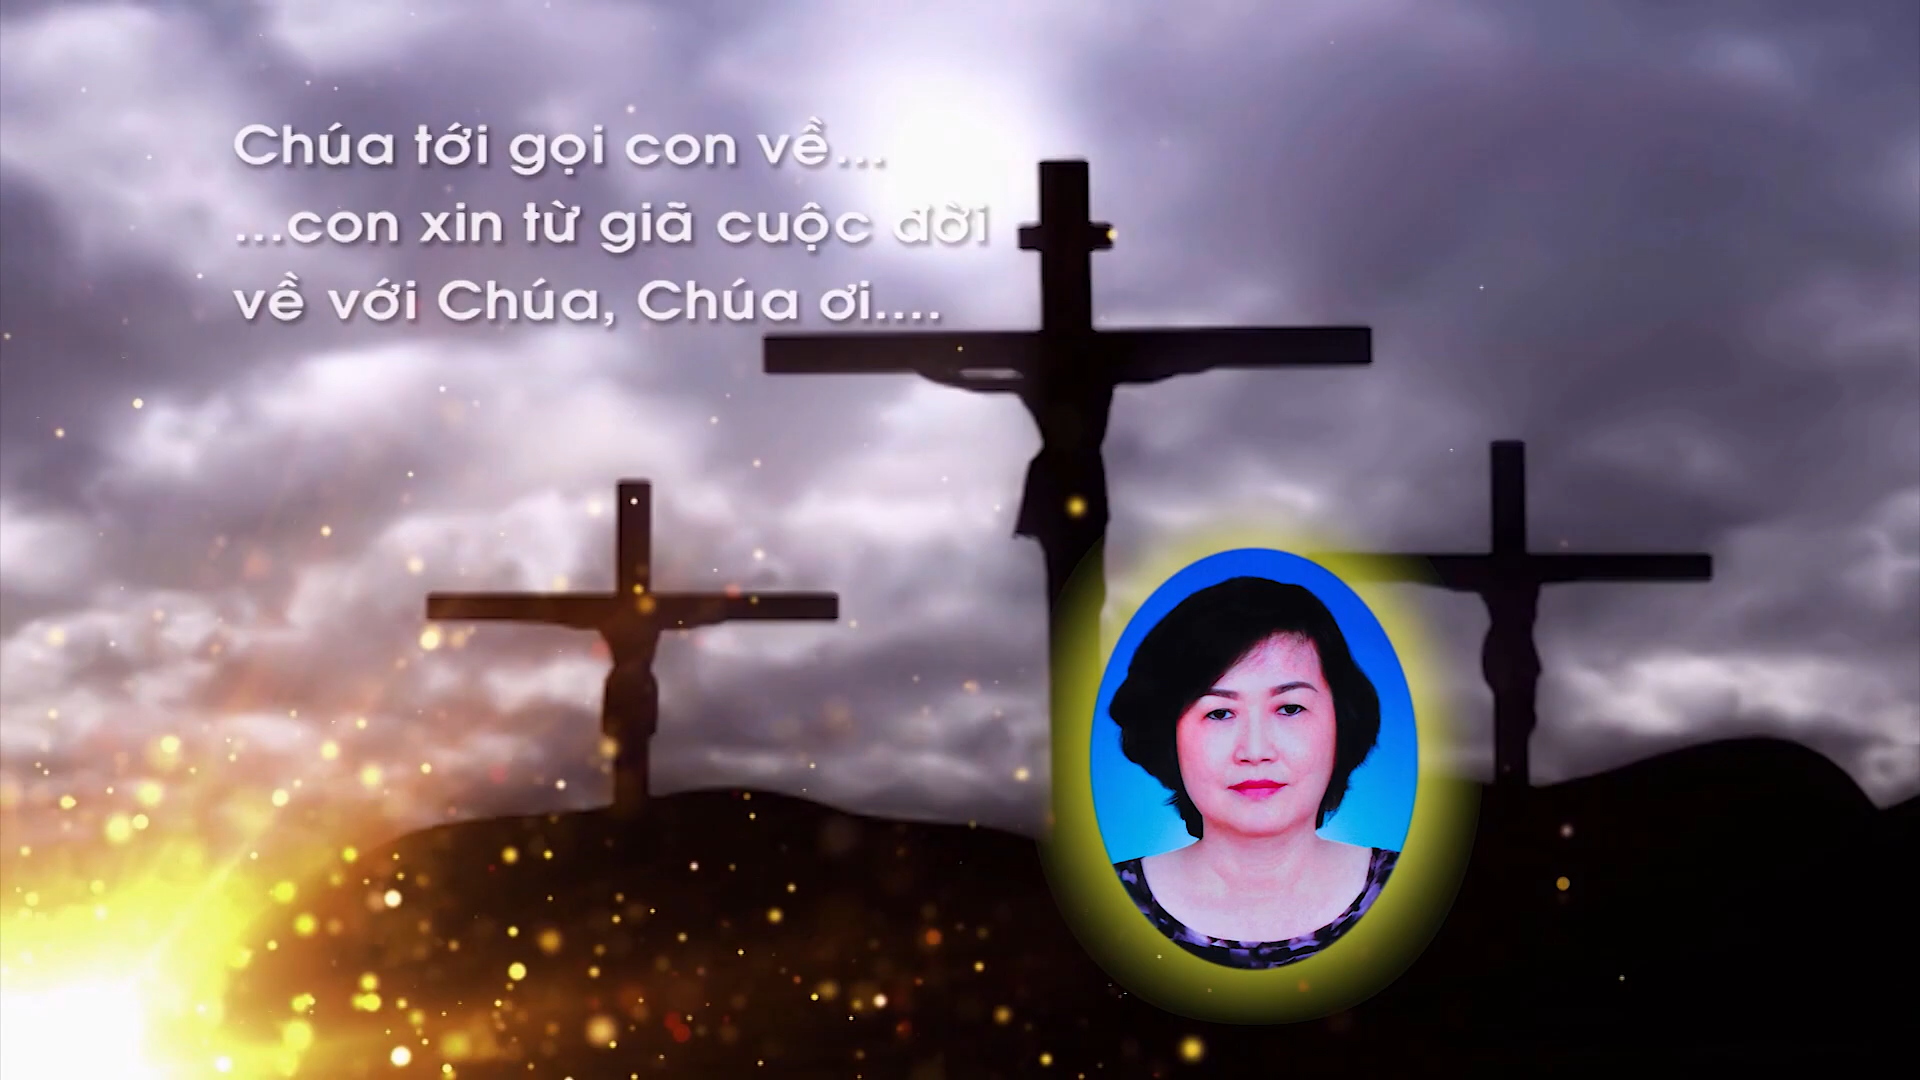 Chúa tới gọi con về...
...con xin từ giã cuộc đời
về với Chúa, Chúa ơi....